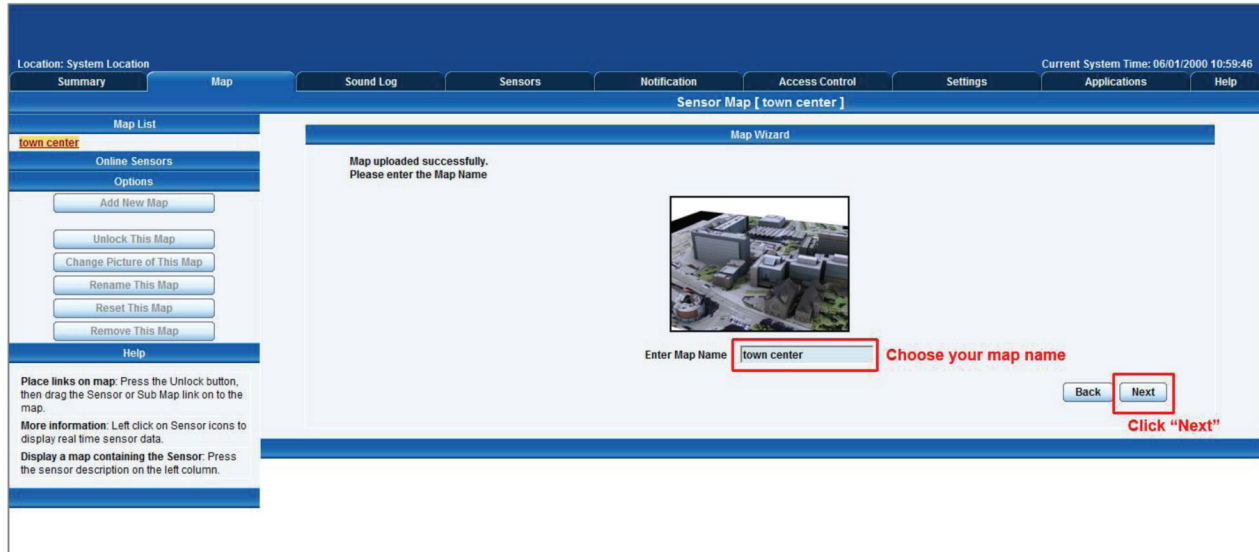 Location: System Location
Current System Time: 06/01/2000 10:59:46
Summary Map Sound Log Sensors Notification Access Control Settings Applications Help
Sensor Map [ town center ]
Map List
town center
Online Sensors
Options
Add New Map
Unlock This Map
Change Picture of This Map
Rename This Map
Reset This Map
Remove This Map
Help
Place links on map: Press the Unlock button,
then drag the Sensor or Sub Map link on to the
map.
More information: Left click on Sensor icons to
display real time sensor data.
Display a map containing the Sensor: Press
the sensor description on the left column.
Map Wizard
Map uploaded successfully.
Please enter the Map Name
Enter Map Name town center Choose your map name
Back Next
Click “Next”